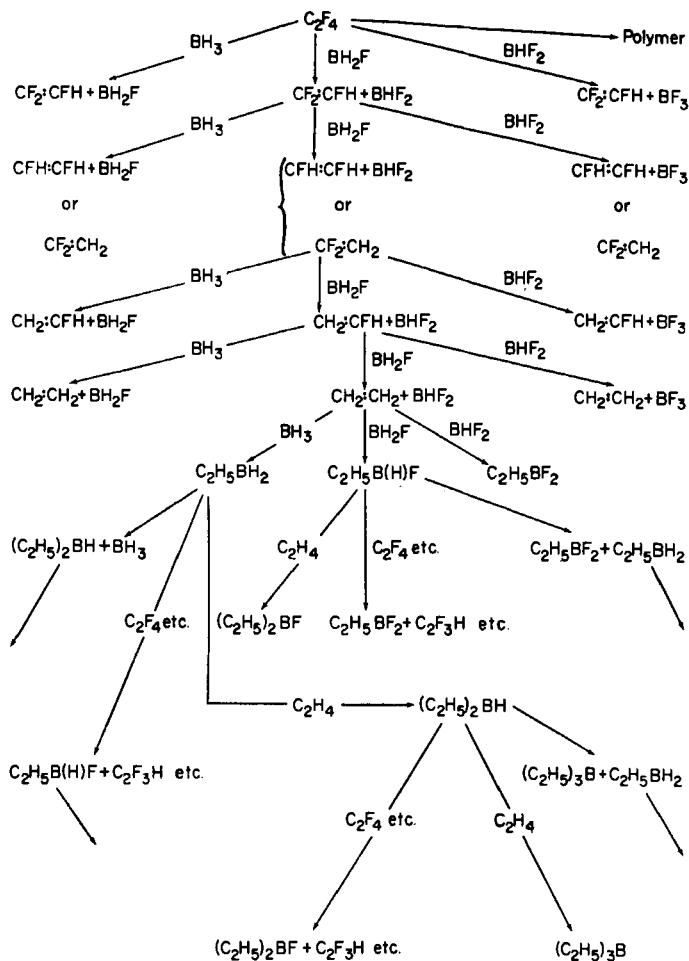 C₂F₄
Polymer
BH₃ BH₂F BHF₂
CF₂:CFH + BH₂F CF₂:CFH + BHF₂ CF₂:CFH + BF₃
BH₃ BH₂F BHF₂
CFH:CFH + BH₂F CFH:CFH + BHF₂ CFH:CFH + BF₃
or or or
CF₂:CH₂ CF₂:CH₂ CF₂:CH₂
BH₃ BH₂F BHF₂
CH₂:CFH + BH₂F CH₂:CFH + BHF₂ CH₂:CFH + BF₃
BH₃ BH₂F BHF₂
CH₂:CH₂ + BH₂F CH₂:CH₂ + BHF₂ CH₂:CH₂ + BF₃
BH₃ BH₂F BHF₂
C₂H₅BH₂ C₂H₅B(H)F C₂H₅BF₂
(C₂H₅)₂BH + BH₃ C₂H₄ C₂F₄ etc. C₂H₅BF₂ + C₂H₅BH₂
C₂F₄ etc. (C₂H₅)₂BF C₂H₅BF₂ + C₂F₃H etc.
C₂H₄ (C₂H₅)₂BH
C₂H₅B(H)F + C₂F₃H etc. (C₂H₅)₃B + C₂H₅BH₂
C₂F₄ etc. C₂H₄
(C₂H₅)₂BF + C₂F₃H etc. (C₂H₅)₃B